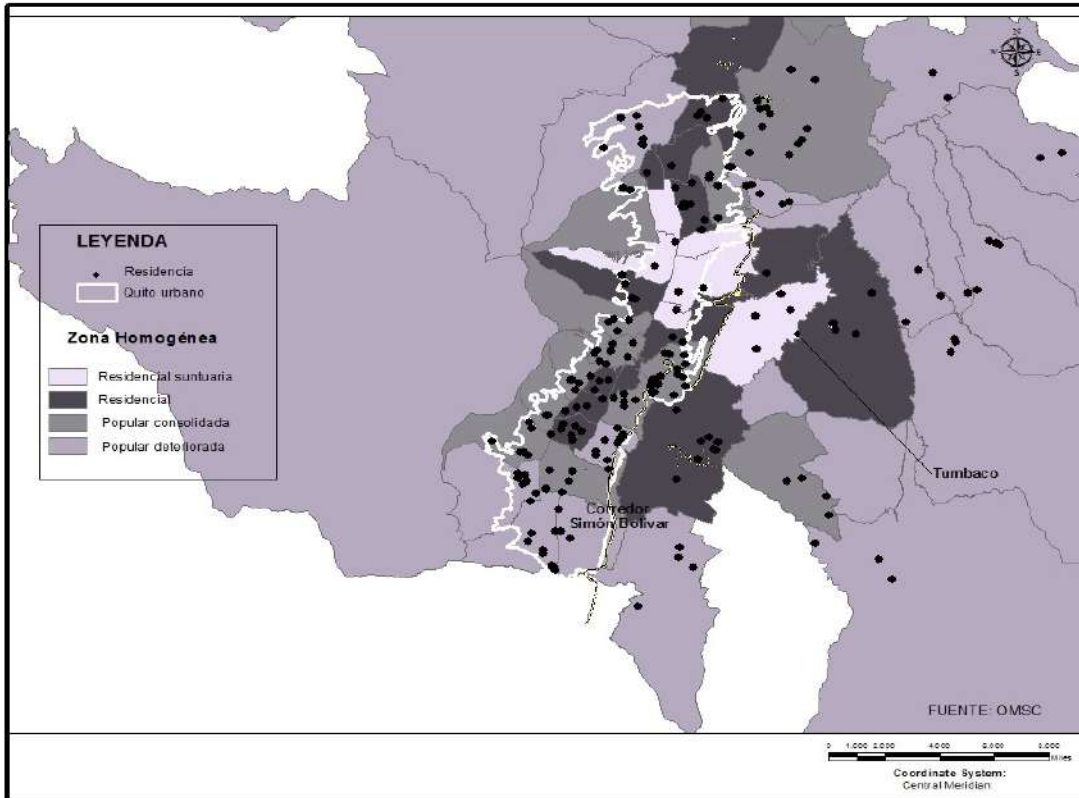 N
W E
S
LEYENDA
Residencia
Quito urbano
Zona Homogénea
Residencial suntuaria
Residencial
Popular consolidada
Popular deteriorada
Tumbaco
Corredor
Simón Bolivar
FUENTE: OMSC
Miles
Coordinate System:
Central Meridian: